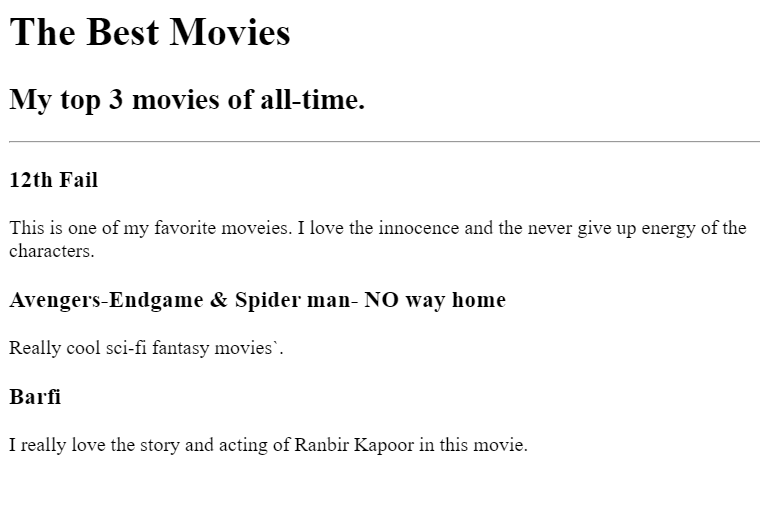 The Best Movies
My top 3 movies of all-time.
12th Fail
This is one of my favorite moveies. I love the innocence and the never give up energy of the
characters.
Avengers-Endgame & Spider man- NO way home
Really cool sci-fi fantasy movies`.
Barfi
I really love the story and acting of Ranbir Kapoor in this movie.